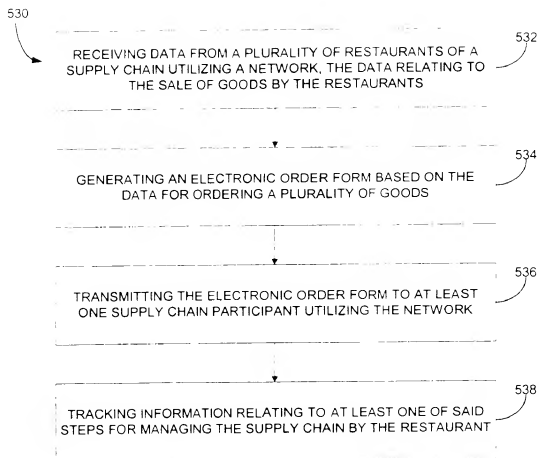 530
532
RECEIVING DATA FROM A PLURALITY OF RESTAURANTS OF A
SUPPLY CHAIN UTILIZING A NETWORK, THE DATA RELATING TO
THE SALE OF GOODS BY THE RESTAURANTS
534
GENERATING AN ELECTRONIC ORDER FORM BASED ON THE
DATA FOR ORDERING A PLURALITY OF GOODS
536
TRANSMITTING THE ELECTRONIC ORDER FORM TO AT LEAST
ONE SUPPLY CHAIN PARTICIPANT UTILIZING THE NETWORK
538
TRACKING INFORMATION RELATING TO AT LEAST ONE OF SAID
STEPS FOR MANAGING THE SUPPLY CHAIN BY THE RESTAURANT